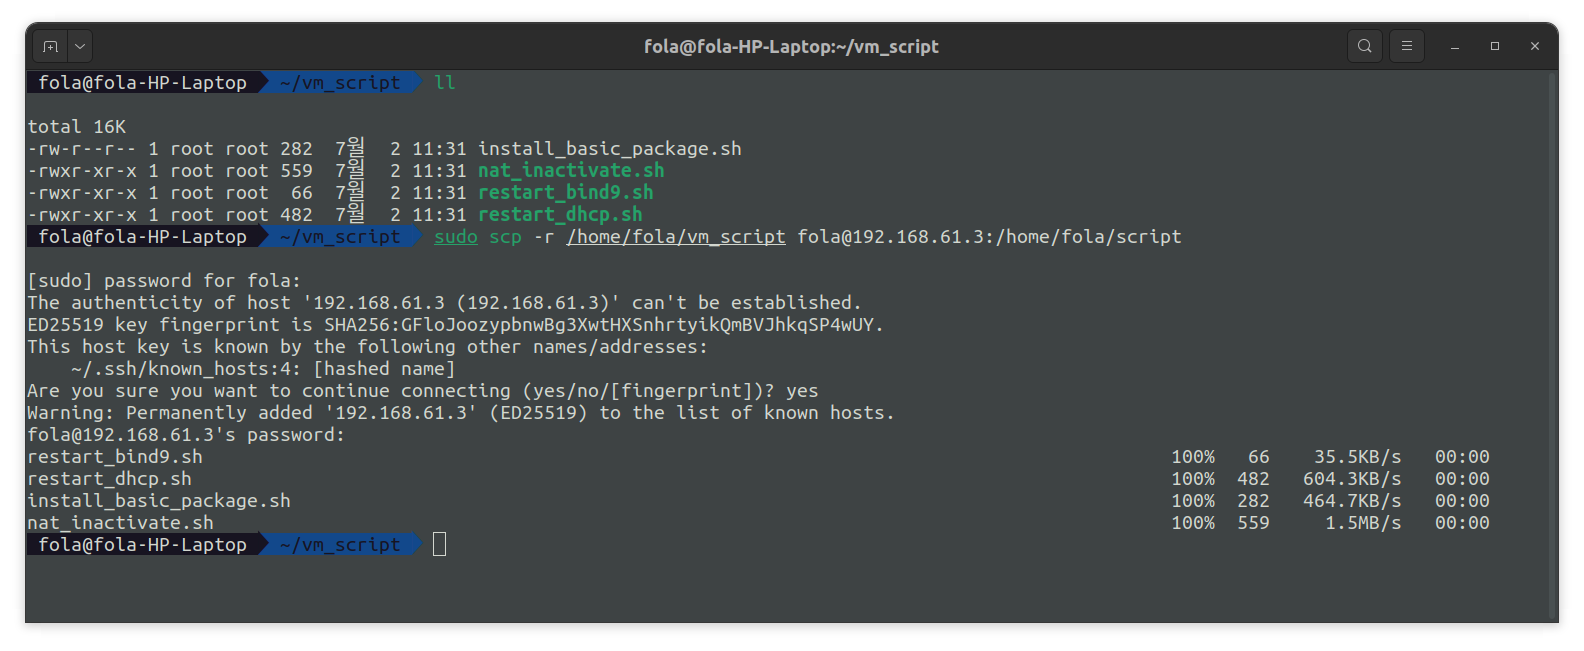 fola@fola-HP-Laptop:~/vm_script
fola@fola-HP-Laptop ~/vm_script ll
total 16K
-rw-r--r-- 1 root root 282  7월  2 11:31 install_basic_package.sh
-rwxr-xr-x 1 root root 559  7월  2 11:31 nat_inactivate.sh
-rwxr-xr-x 1 root root  66  7월  2 11:31 restart_bind9.sh
-rwxr-xr-x 1 root root 482  7월  2 11:31 restart_dhcp.sh
fola@fola-HP-Laptop ~/vm_script sudo scp -r /home/fola/vm_script fola@192.168.61.3:/home/fola/script
[sudo] password for fola:
The authenticity of host '192.168.61.3 (192.168.61.3)' can't be established.
ED25519 key fingerprint is SHA256:GFloJoozypbnwBg3XwtHXSnhrtyikQmBVJhkqSP4wUY.
This host key is known by the following other names/addresses:
    ~/.ssh/known_hosts:4: [hashed name]
Are you sure you want to continue connecting (yes/no/[fingerprint])? yes
Warning: Permanently added '192.168.61.3' (ED25519) to the list of known hosts.
fola@192.168.61.3's password:
restart_bind9.sh 100% 66 35.5KB/s 00:00
restart_dhcp.sh 100% 482 604.3KB/s 00:00
install_basic_package.sh 100% 282 464.7KB/s 00:00
nat_inactivate.sh 100% 559 1.5MB/s 00:00
fola@fola-HP-Laptop ~/vm_script